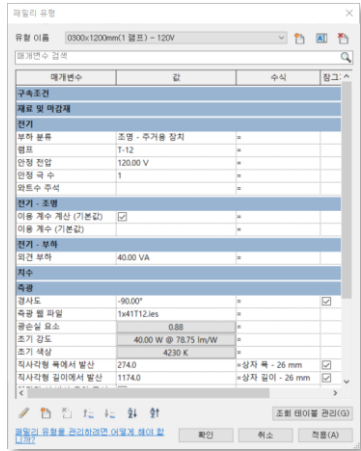 패밀리 유형
유형 이름 0300x1200mm(1 램프) - 120V
매개변수 검색
매개변수 값 수식 잠그
구속조건
재료 및 마감재
전기
부하 분류 조명 - 주거용 장치 =
램프 T-12 =
안정 전압 120.00 V =
안정 극 수 1 =
와트수 주석 =
전기 - 조명
이용 계수 계산 (기본값) =
이용 계수 (기본값) =
전기 - 부하
외견 부하 40.00 VA =
치수
측광
경사도 -90.00° =
측광 웹 파일 1x41T12.ies =
광손실 요소 0.88 =
초기 강도 40.00 W @ 78.75 lm/W =
초기 색상 4230 K =
직사각형 폭에서 발산 274.0 =상자 폭 - 26 mm
직사각형 길이에서 발산 1174.0 =상자 길이 - 26 mm
조회 테이블 관리(G)
패밀리 유형을 관리하려면 어떻게 해야 합
니까?
확인 취소 적용(A)